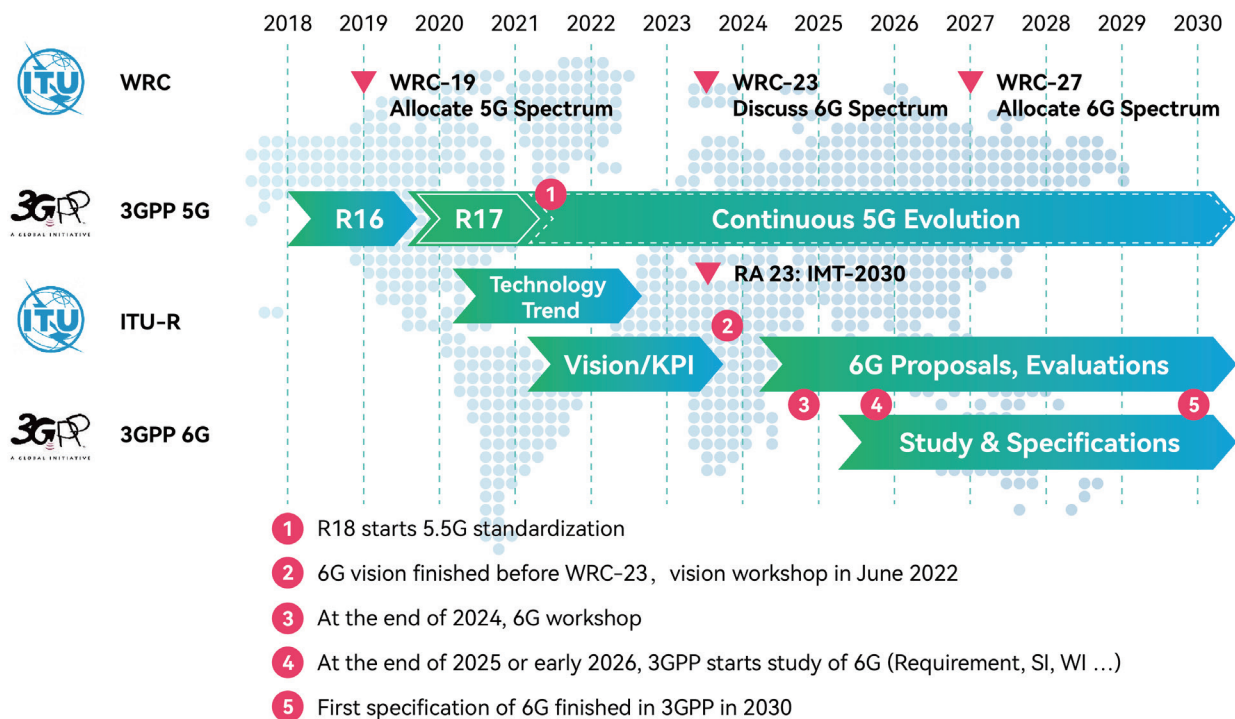 2018 2019 2020 2021 2022 2023 2024 2025 2026 2027 2028 2029 2030
ITU
WRC
WRC-19
Allocate 5G Spectrum
WRC-23
Discuss 6G Spectrum
WRC-27
Allocate 6G Spectrum
3GPP
A GLOBAL INITIATIVE
3GPP 5G
R16
R17
1
Continuous 5G Evolution
ITU
ITU-R
Technology
Trend
RA 23: IMT-2030
2
Vision/KPI
6G Proposals, Evaluations
3 4 5
3GPP
A GLOBAL INITIATIVE
3GPP 6G
Study & Specifications
1 R18 starts 5.5G standardization
2 6G vision finished before WRC-23, vision workshop in June 2022
3 At the end of 2024, 6G workshop
4 At the end of 2025 or early 2026, 3GPP starts study of 6G (Requirement, SI, WI ...)
5 First specification of 6G finished in 3GPP in 2030